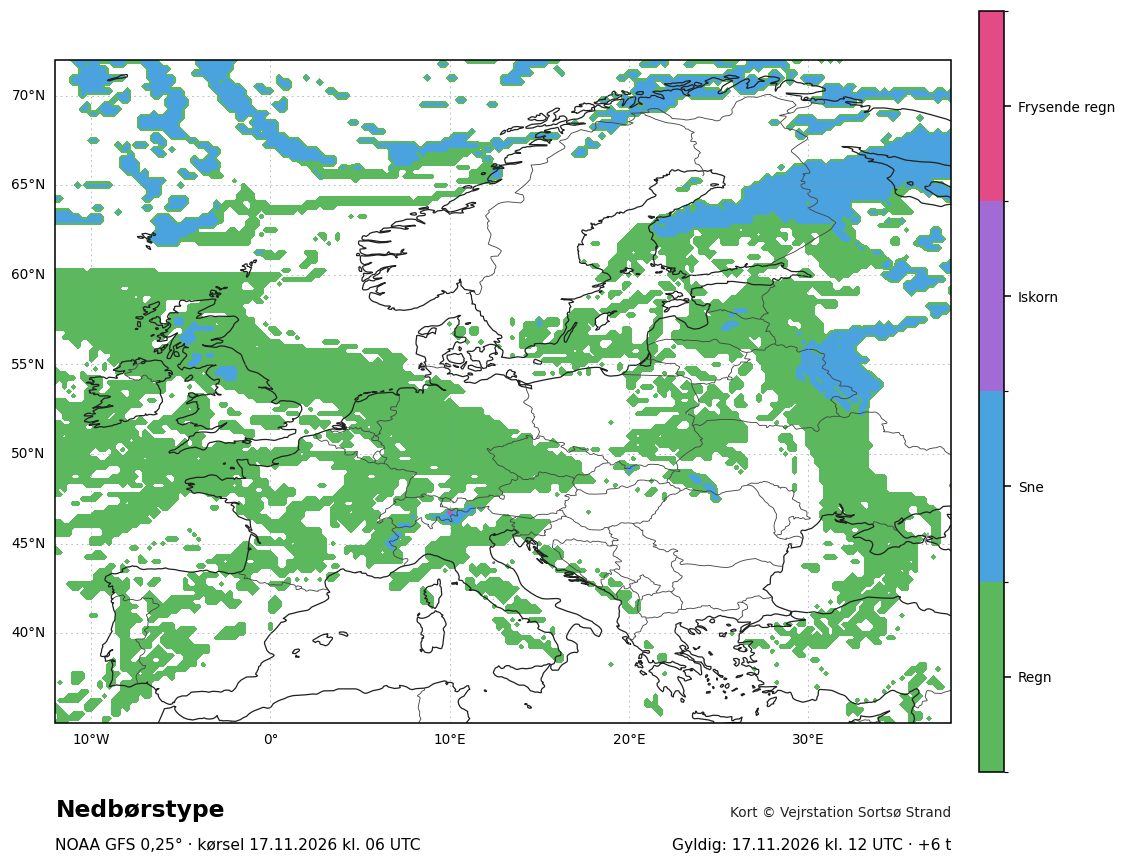 70°N
65°N
60°N
55°N
50°N
45°N
40°N
10°W
0°
10°E
20°E
30°E
Frysende regn
Iskorn
Sne
Regn
Nedbørstype
Kort © Vejrstation Sortsø Strand
NOAA GFS 0,25° · kørsel 17.11.2026 kl. 06 UTC
Gyldig: 17.11.2026 kl. 12 UTC · +6 t